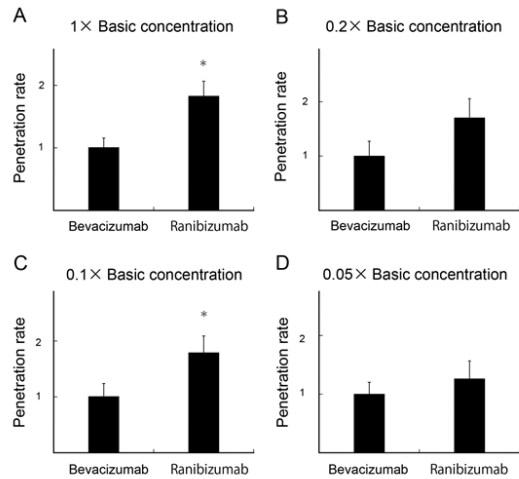 A
1× Basic concentration
Penetration rate
2
*
1
Bevacizumab Ranibizumab
B
0.2× Basic concentration
Penetration rate
2
1
Bevacizumab Ranibizumab
C
0.1× Basic concentration
Penetration rate
2
*
1
Bevacizumab Ranibizumab
D
0.05× Basic concentration
Penetration rate
2
1
Bevacizumab Ranibizumab